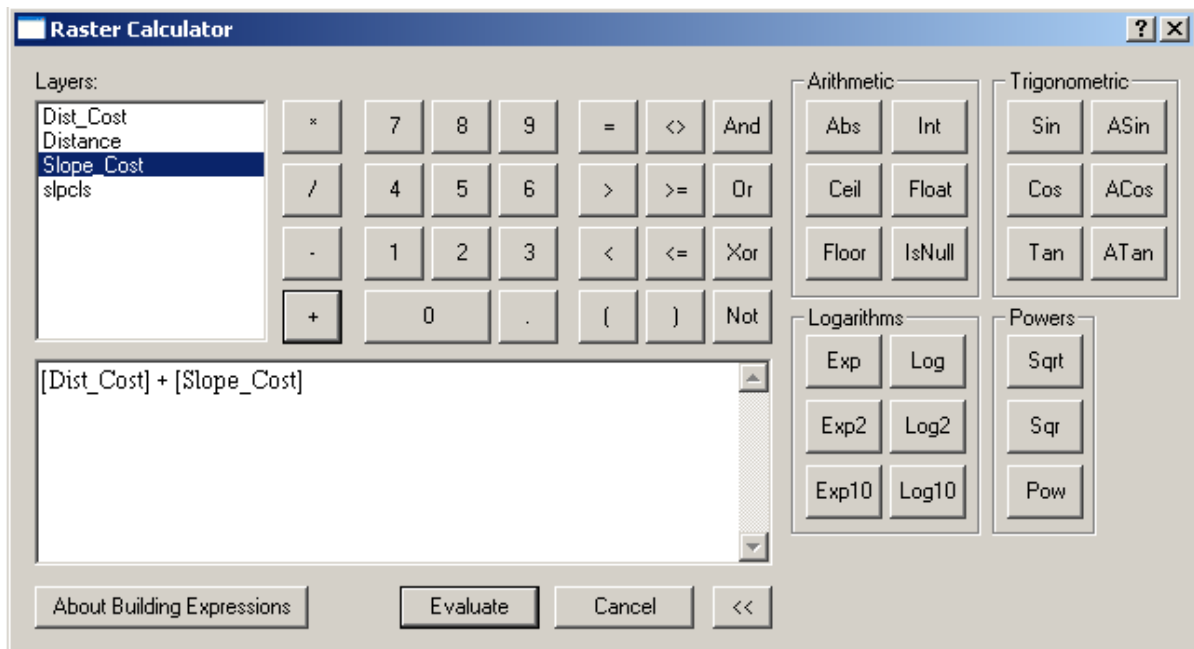 Raster Calculator
? X
Layers:
Dist_Cost
Distance
Slope_Cost
slpcls
* 7 8 9 = <> And
/ 4 5 6 > >= Or
- 1 2 3 < <= Xor
+ 0 . ( ) Not
Arithmetic
Abs Int
Ceil Float
Floor IsNull
Trigonometric
Sin ASin
Cos ACos
Tan ATan
[Dist_Cost] + [Slope_Cost]
Logarithms
Exp Log
Exp2 Log2
Exp10 Log10
Powers
Sqrt
Sqr
Pow
About Building Expressions Evaluate Cancel <<